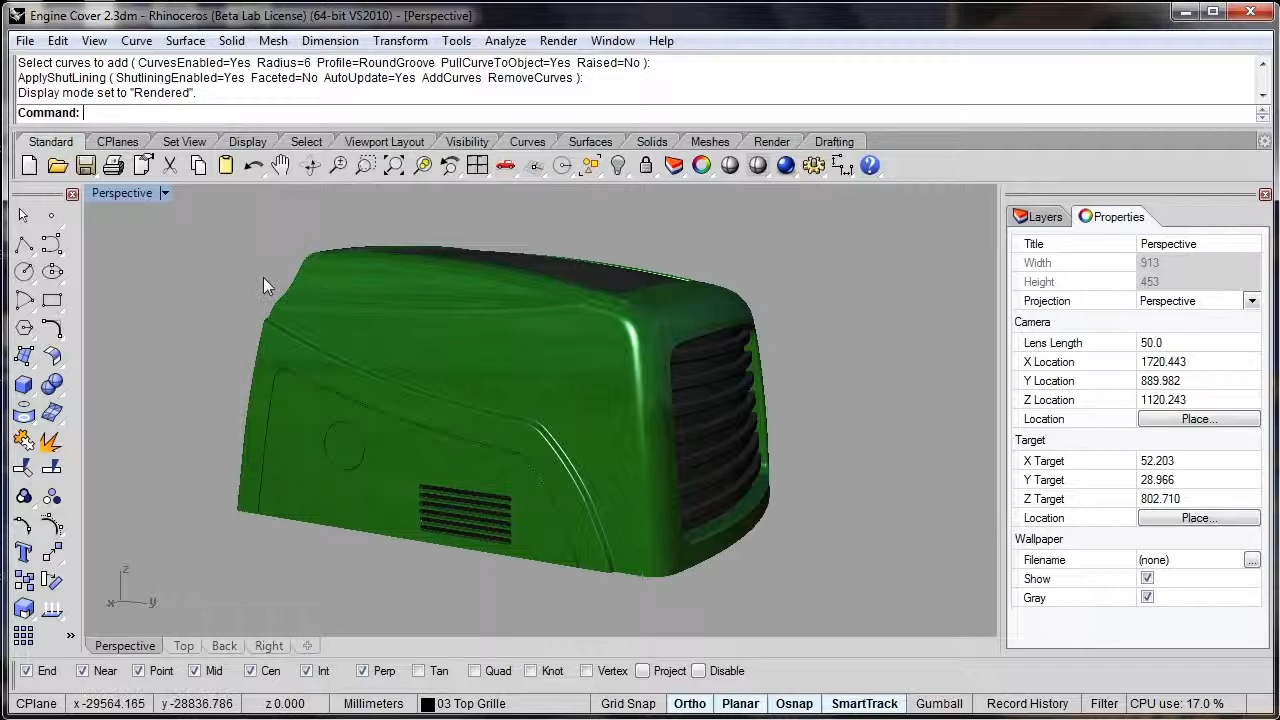 Engine Cover 2.3dm - Rhinoceros (Beta Lab License) (64-bit VS2010) - [Perspective]
File Edit View Curve Surface Solid Mesh Dimension Transform Tools Analyze Render Window Help
Select curves to add ( CurvesEnabled=Yes Radius=6 Profile=RoundGroove PullCurveToObject=Yes Raised=No ):
ApplyShutLining ( ShutliningEnabled=Yes Faceted=No AutoUpdate=Yes AddCurves RemoveCurves ):
Display mode set to "Rendered".
Command:
Standard CPlanes Set View Display Select Viewport Layout Visibility Curves Surfaces Solids Meshes Render Drafting
Perspective
Layers Properties
Title Perspective
Width 913
Height 453
Projection Perspective
Camera
Lens Length 50.0
X Location 1720.443
Y Location 889.982
Z Location 1120.243
Location Place...
Target
X Target 52.203
Y Target 28.966
Z Target 802.710
Location Place...
Wallpaper
Filename (none) ...
Show
Gray
z
x y
Perspective Top Back Right
End Near Point Mid Cen Int Perp Tan Quad Knot Vertex Project Disable
CPlane x -29564.165 y -28836.786 z 0.000 Millimeters 03 Top Grille Grid Snap Ortho Planar Osnap SmartTrack Gumball Record History Filter CPU use: 17.0 %